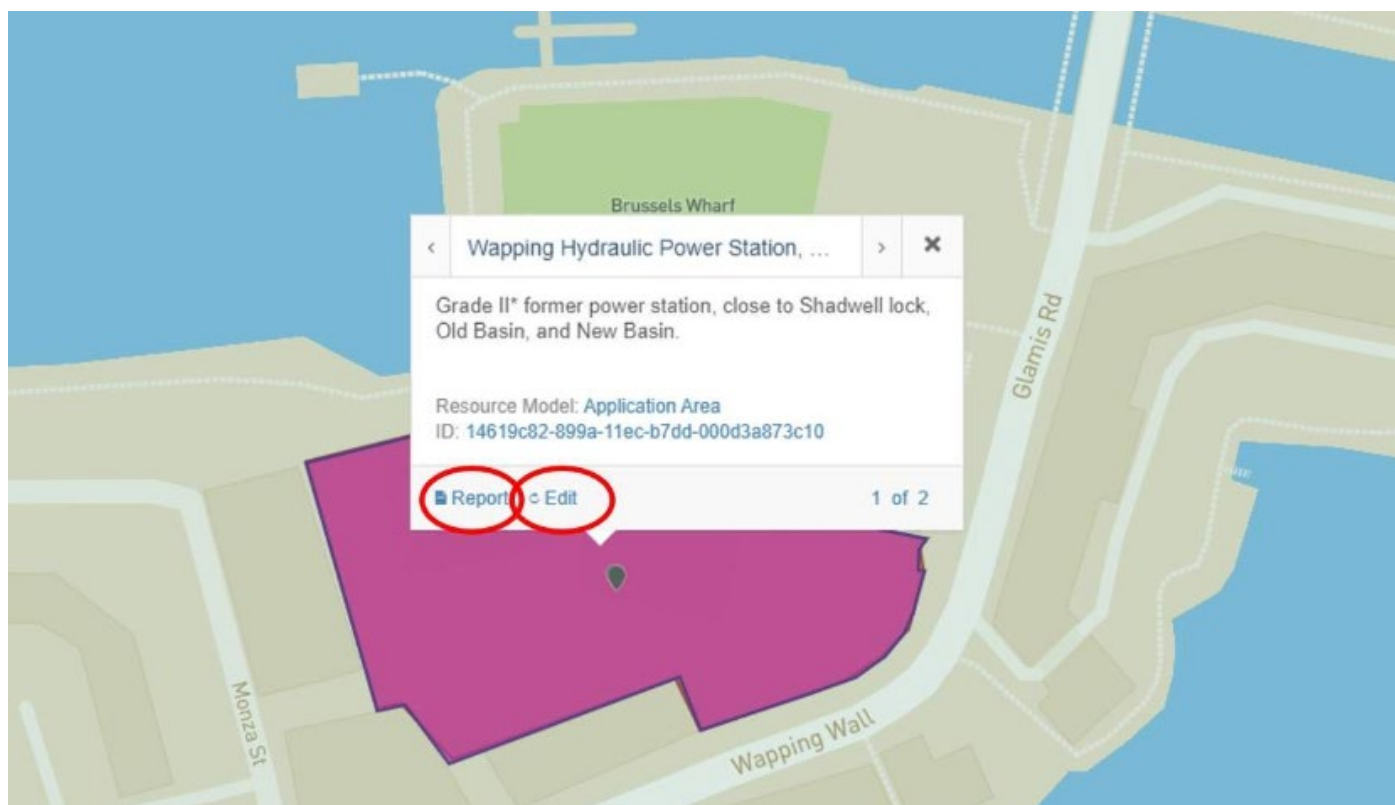 Brussels Wharf
Wapping Hydraulic Power Station, ...
Grade II* former power station, close to Shadwell lock,
Old Basin, and New Basin.
Resource Model: Application Area
ID: 14619c82-899a-11ec-b7dd-000d3a873c10
Report Edit 1 of 2
Glamis Rd
Monza St
Wapping Wall